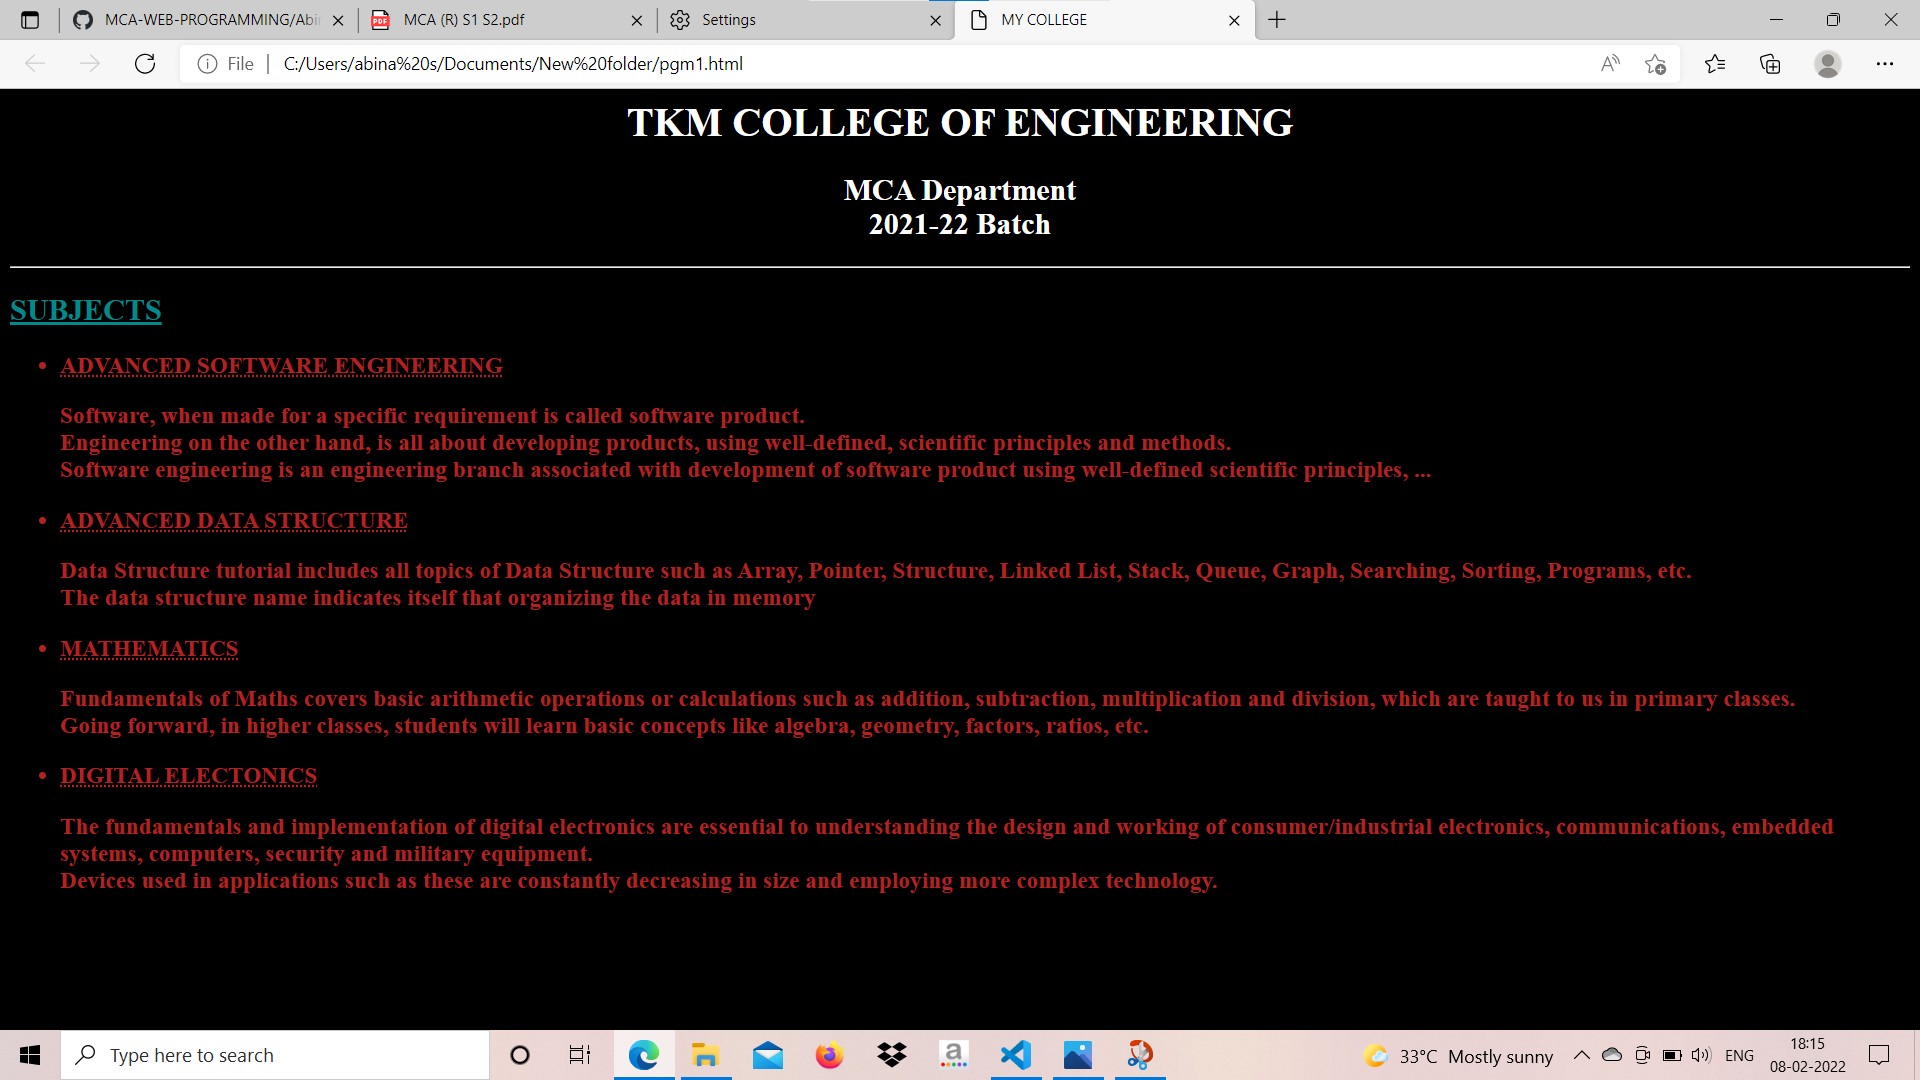 MCA-WEB-PROGRAMMING/Abi
MCA (R) S1 S2.pdf
Settings
MY COLLEGE
File
C:/Users/abina%20s/Documents/New%20folder/pgm1.html
TKM COLLEGE OF ENGINEERING
MCA Department
2021-22 Batch
SUBJECTS
ADVANCED SOFTWARE ENGINEERING
Software, when made for a specific requirement is called software product.
Engineering on the other hand, is all about developing products, using well-defined, scientific principles and methods.
Software engineering is an engineering branch associated with development of software product using well-defined scientific principles, ...
ADVANCED DATA STRUCTURE
Data Structure tutorial includes all topics of Data Structure such as Array, Pointer, Structure, Linked List, Stack, Queue, Graph, Searching, Sorting, Programs, etc.
The data structure name indicates itself that organizing the data in memory
MATHEMATICS
Fundamentals of Maths covers basic arithmetic operations or calculations such as addition, subtraction, multiplication and division, which are taught to us in primary classes.
Going forward, in higher classes, students will learn basic concepts like algebra, geometry, factors, ratios, etc.
DIGITAL ELECTONICS
The fundamentals and implementation of digital electronics are essential to understanding the design and working of consumer/industrial electronics, communications, embedded
systems, computers, security and military equipment.
Devices used in applications such as these are constantly decreasing in size and employing more complex technology.
Type here to search
33°C Mostly sunny
ENG
18:15
08-02-2022